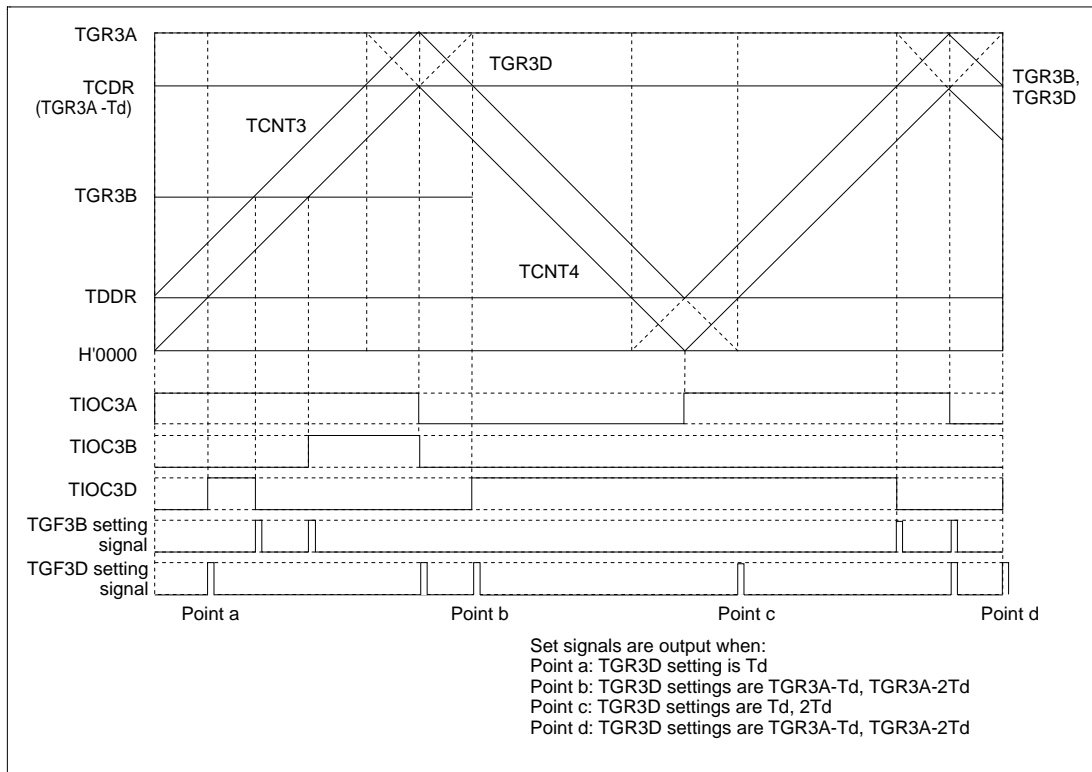 TGR3A
TGR3D
TCDR
(TGR3A -Td)
TGR3B,
TGR3D
TCNT3
TGR3B
TCNT4
TDDR
H'0000
TIOC3A
TIOC3B
TIOC3D
TGF3B setting
signal
TGF3D setting
signal
Point a
Point b
Point c
Point d
Set signals are output when:
Point a: TGR3D setting is Td
Point b: TGR3D settings are TGR3A-Td, TGR3A-2Td
Point c: TGR3D settings are Td, 2Td
Point d: TGR3D settings are TGR3A-Td, TGR3A-2Td